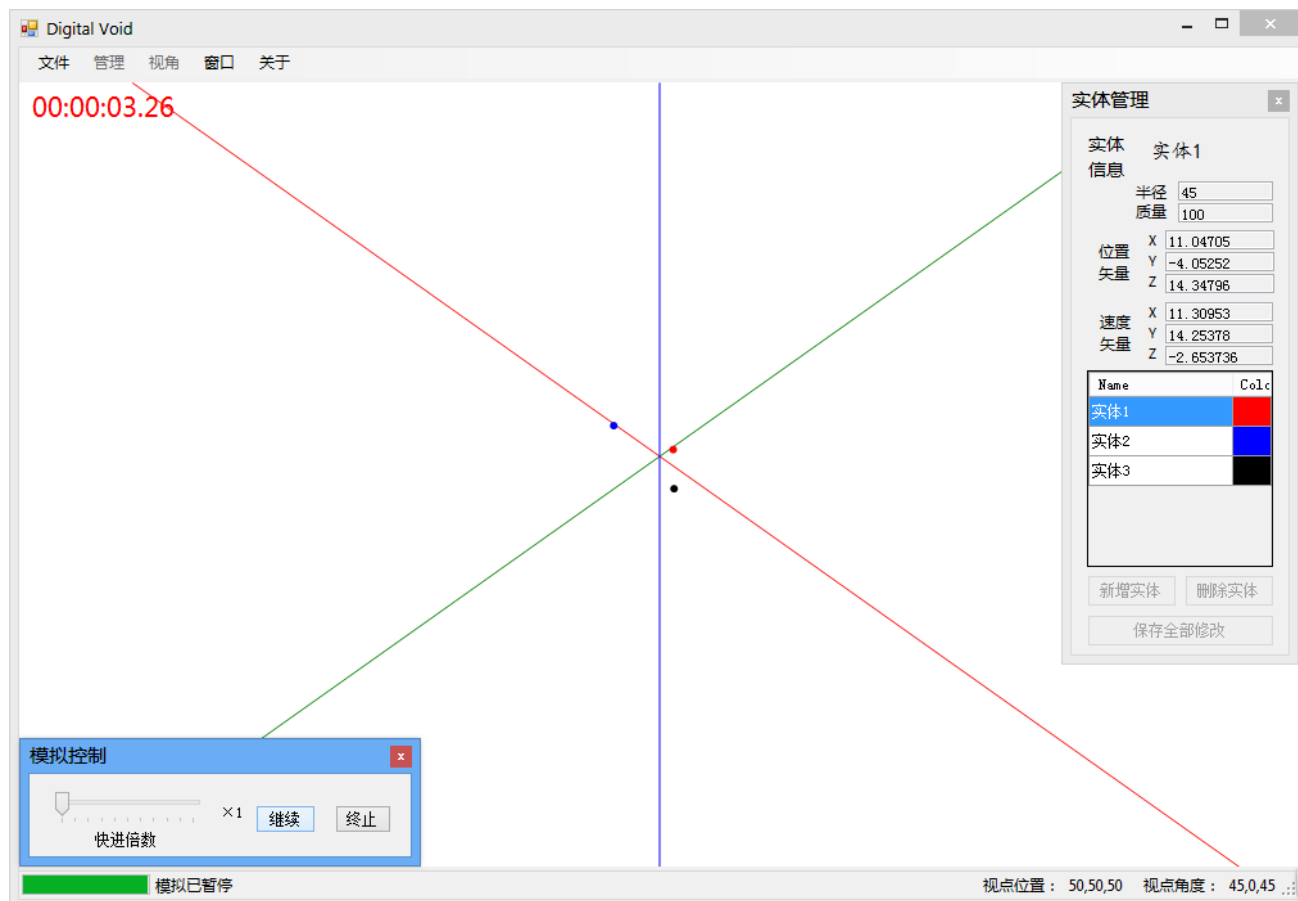 Digital Void
文件 管理 视角 窗口 关于
00:00:03.26
实体管理
实体
信息
实体1
半径 45
质量 100
位置
矢量
X 11.04705
Y -4.05252
Z 14.34796
速度
矢量
X 11.30953
Y 14.25378
Z -2.653736
Name Colc
实体1
实体2
实体3
新增实体 删除实体
保存全部修改
模拟控制
×1 继续 终止
快进倍数
模拟已暂停 视点位置： 50,50,50 视点角度： 45,0,45